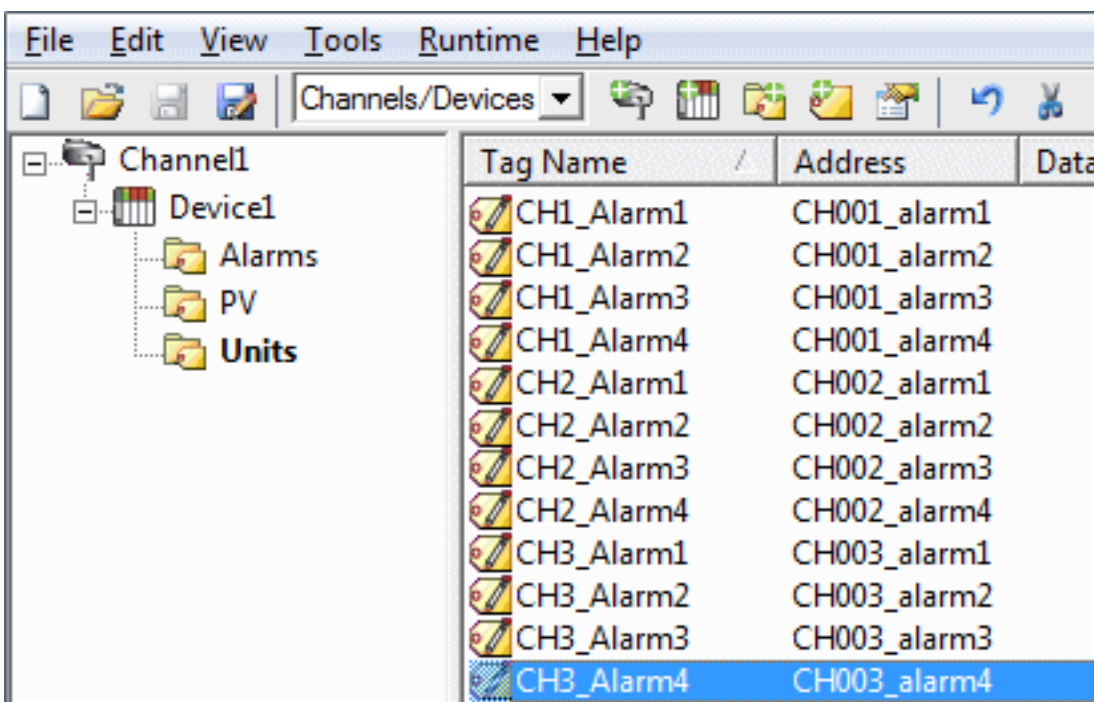 File Edit View Tools Runtime Help
Channels/Devices
Channel1
Device1
Alarms
PV
Units
Tag Name Address Data
CH1_Alarm1 CH001_alarm1
CH1_Alarm2 CH001_alarm2
CH1_Alarm3 CH001_alarm3
CH1_Alarm4 CH001_alarm4
CH2_Alarm1 CH002_alarm1
CH2_Alarm2 CH002_alarm2
CH2_Alarm3 CH002_alarm3
CH2_Alarm4 CH002_alarm4
CH3_Alarm1 CH003_alarm1
CH3_Alarm2 CH003_alarm2
CH3_Alarm3 CH003_alarm3
CH3_Alarm4 CH003_alarm4